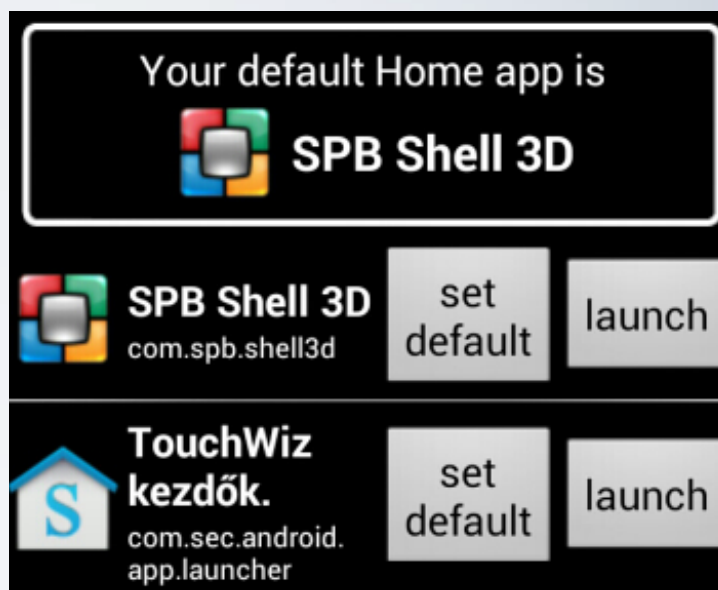 Your default Home app is
SPB Shell 3D
SPB Shell 3D
com.spb.shell3d
set
default
launch
TouchWiz
kezdők.
com.sec.android.
app.launcher
S
set
default
launch